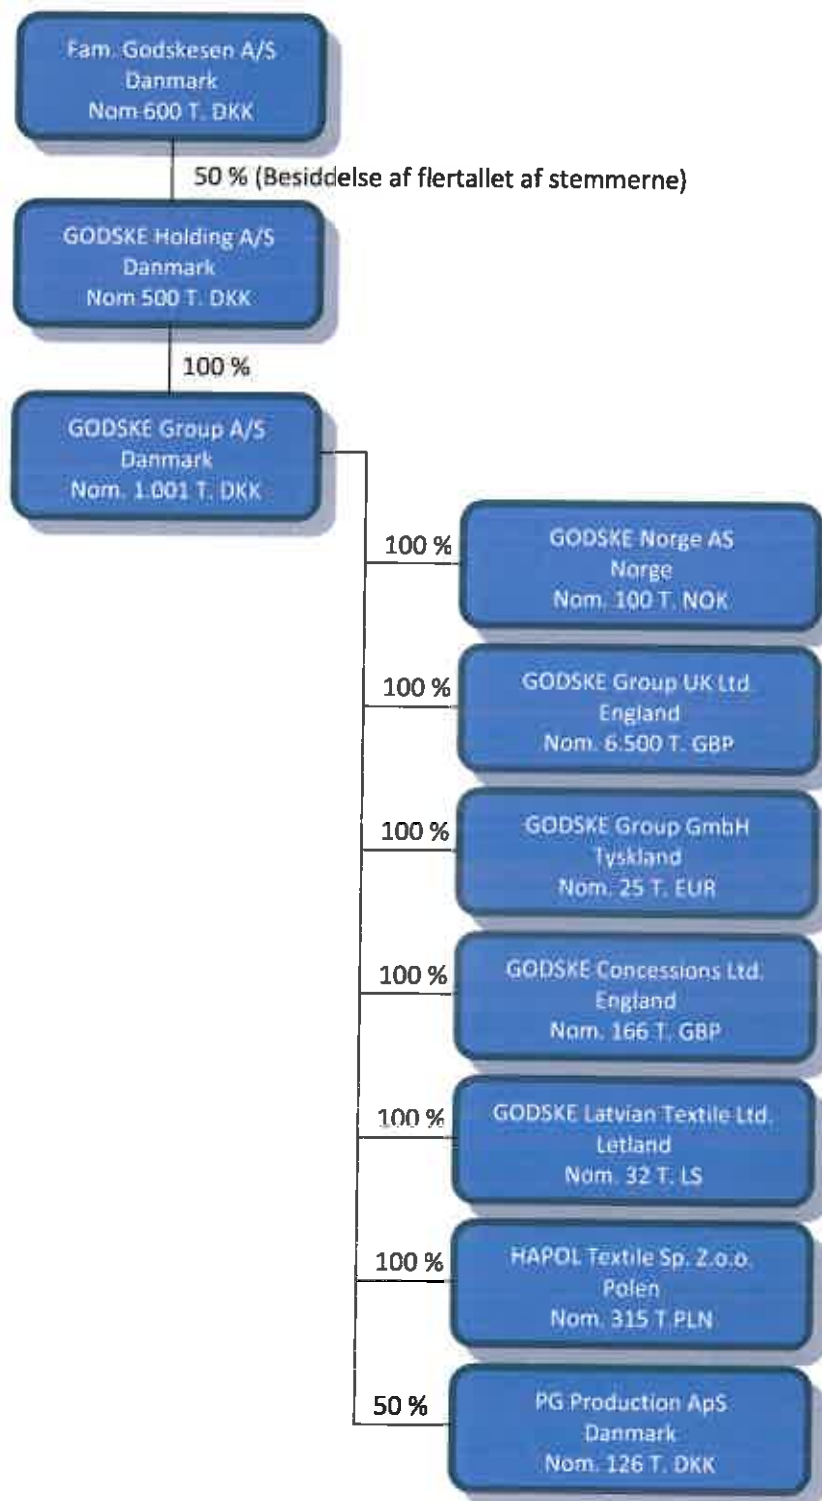 Fam. Godskesen A/S
Danmark
Nom 600 T. DKK
50 % (Besiddelse af flertallet af stemmerne)
GODSKE Holding A/S
Danmark
Nom 500 T. DKK
100 %
GODSKE Group A/S
Danmark
Nom. 1.001 T. DKK
100 %
GODSKE Norge AS
Norge
Nom. 100 T. NOK
100 %
GODSKE Group UK Ltd.
England
Nom. 6.500 T. GBP
100 %
GODSKE Group GmbH
Tyskland
Nom. 25 T. EUR
100 %
GODSKE Concessions Ltd.
England
Nom. 166 T. GBP
100 %
GODSKE Latvian Textile Ltd.
Letland
Nom. 32 T. LS
100 %
HAPOL Textile Sp. Z.o.o.
Polen
Nom. 315 T.PLN
50 %
PG Production ApS
Danmark
Nom. 126 T. DKK